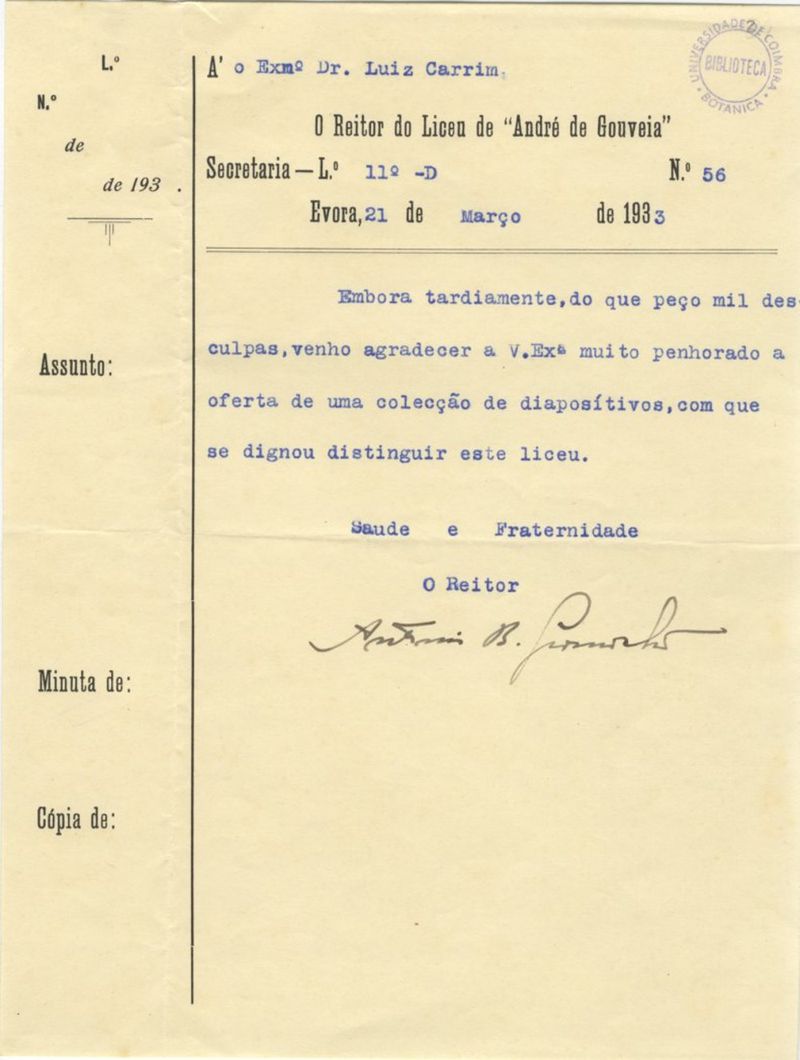 L.º
N.º
de
de 193 .
A' o Exmº Dr. Luiz Carrim.
UNIVERSIDADE DE COIMBRA
BIBLIOTECA
BOTANICA
O Reitor do Liceu de "André de Gouveia"
Secretaria — L.º 11º -D N.º 56
Evora, 21 de Março de 1933
Embora tardiamente,do que peço mil des-
culpas,venho agradecer a V.Exª muito penhorado a
oferta de uma colecção de diapositivos,com que
se dignou distinguir este liceu.
Saude e Fraternidade
O Reitor
António B.
Assunto:
Minuta de:
Cópia de: